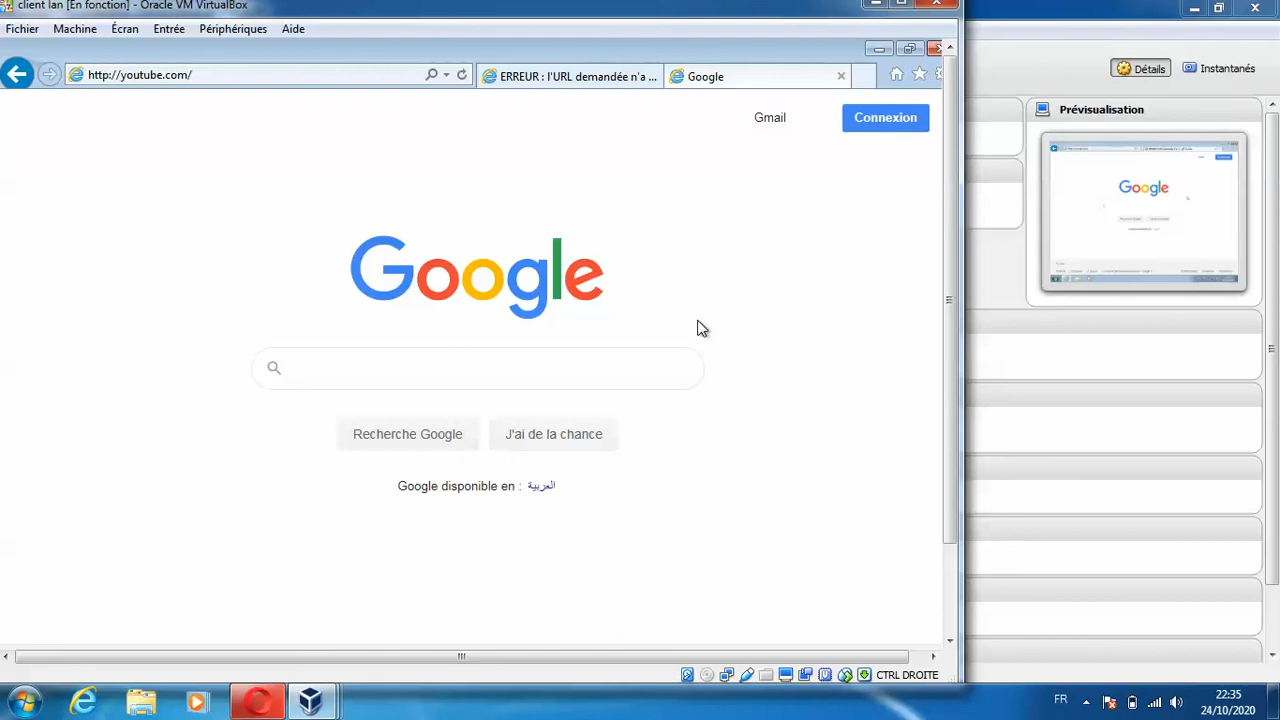 client lan [En fonction] - Oracle VM VirtualBox
Fichier Machine Écran Entrée Périphériques Aide
http://youtube.com/
ERREUR : l'URL demandée n'a ...
Google
Détails
Instantanés
Prévisualisation
Gmail
Connexion
Google
Google
Recherche Google
J'ai de la chance
Google disponible en : العربية
CTRL DROITE
FR
22:35
24/10/2020